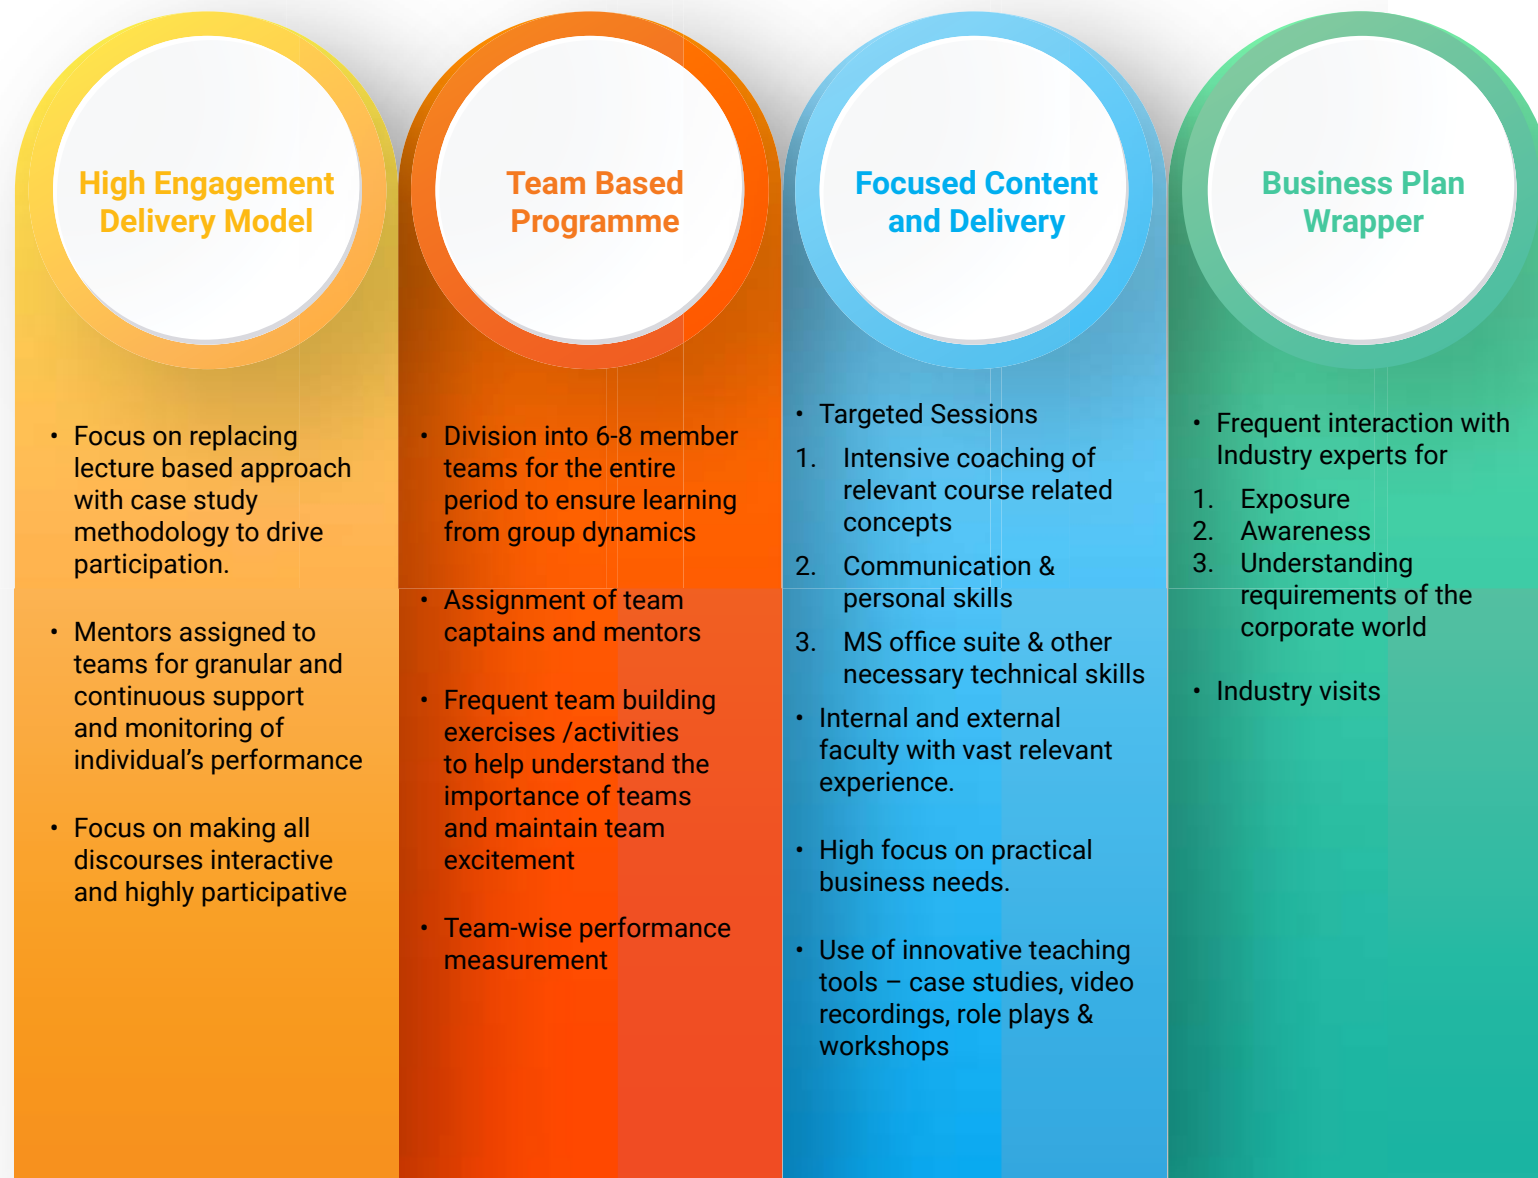 High Engagement
Delivery Model
• Focus on replacing
lecture based approach
with case study
methodology to drive
participation.
• Mentors assigned to
teams for granular and
continuous support
and monitoring of
individual’s performance
• Focus on making all
discourses interactive
and highly participative
Team Based
Programme
• Division into 6-8 member
teams for the entire
period to ensure learning
from group dynamics
• Assignment of team
captains and mentors
• Frequent team building
exercises /activities
to help understand the
importance of teams
and maintain team
excitement
• Team-wise performance
measurement
Focused Content
and Delivery
• Targeted Sessions
1. Intensive coaching of
relevant course related
concepts
2. Communication &
personal skills
3. MS office suite & other
necessary technical skills
• Internal and external
faculty with vast relevant
experience.
• High focus on practical
business needs.
• Use of innovative teaching
tools – case studies, video
recordings, role plays &
workshops
Business Plan
Wrapper
• Frequent interaction with
Industry experts for
1. Exposure
2. Awareness
3. Understanding
requirements of the
corporate world
• Industry visits